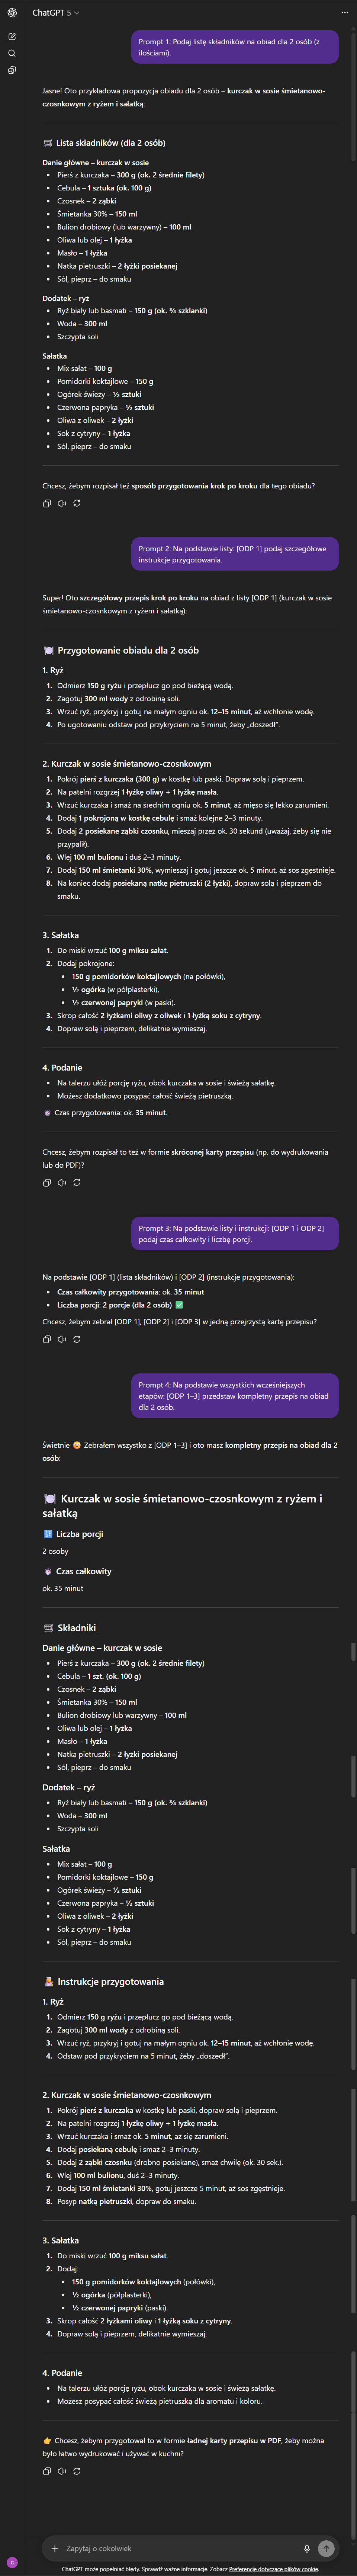 ChatGPT 5
Prompt 1: Podaj listę składników na obiad dla 2 osób (z
ilościami).
Jasne! Oto przykładowa propozycja obiadu dla 2 osób – kurczak w sosie śmietanowo-
czosnkowym z ryżem i sałatką:
🛒 Lista składników (dla 2 osób)
Danie główne – kurczak w sosie
• Pierś z kurczaka – 300 g (ok. 2 średnie filety)
• Cebula – 1 sztuka (ok. 100 g)
• Czosnek – 2 ząbki
• Śmietanka 30% – 150 ml
• Bulion drobiowy (lub warzywny) – 100 ml
• Oliwa lub olej – 1 łyżka
• Masło – 1 łyżka
• Natka pietruszki – 2 łyżki posiekanej
• Sól, pieprz – do smaku
Dodatek – ryż
• Ryż biały lub basmati – 150 g (ok. ¾ szklanki)
• Woda – 300 ml
• Szczypta soli
Sałatka
• Mix sałat – 100 g
• Pomidorki koktajlowe – 150 g
• Ogórek świeży – ½ sztuki
• Czerwona papryka – ½ sztuki
• Oliwa z oliwek – 2 łyżki
• Sok z cytryny – 1 łyżka
• Sól, pieprz – do smaku
Chcesz, żebym rozpisał też sposób przygotowania krok po kroku dla tego obiadu?
Prompt 2: Na podstawie listy: [ODP 1] podaj szczegółowe
instrukcje przygotowania.
Super! Oto szczegółowy przepis krok po kroku na obiad z listy [ODP 1] (kurczak w sosie
śmietanowo-czosnkowym z ryżem i sałatką):
🍽️ Przygotowanie obiadu dla 2 osób
1. Ryż
1. Odmierz 150 g ryżu i przepłucz go pod bieżącą wodą.
2. Zagotuj 300 ml wody z odrobiną soli.
3. Wrzuć ryż, przykryj i gotuj na małym ogniu ok. 12–15 minut, aż wchłonie wodę.
4. Po ugotowaniu odstaw pod przykryciem na 5 minut, żeby „doszedł”.
2. Kurczak w sosie śmietanowo-czosnkowym
1. Pokrój pierś z kurczaka (300 g) w kostkę lub paski. Dopraw solą i pieprzem.
2. Na patelni rozgrzej 1 łyżkę oliwy + 1 łyżkę masła.
3. Wrzuć kurczaka i smaż na średnim ogniu ok. 5 minut, aż mięso się lekko zarumieni.
4. Dodaj 1 pokrojoną w kostkę cebulę i smaż kolejne 2–3 minuty.
5. Dodaj 2 posiekane ząbki czosnku, mieszaj przez ok. 30 sekund (uważaj, żeby się nie
przypalił).
6. Wlej 100 ml bulionu i duś 2–3 minuty.
7. Dodaj 150 ml śmietanki 30%, wymieszaj i gotuj jeszcze ok. 5 minut, aż sos zgęstnieje.
8. Na koniec dodaj posiekaną natkę pietruszki (2 łyżki), dopraw solą i pieprzem do
smaku.
3. Sałatka
1. Do miski wrzuć 100 g miksu sałat.
2. Dodaj pokrojone:
• 150 g pomidorków koktajlowych (na połówki),
• ½ ogórka (w półplasterki),
• ½ czerwonej papryki (w paski).
3. Skrop całość 2 łyżkami oliwy z oliwek i 1 łyżką soku z cytryny.
4. Dopraw solą i pieprzem, delikatnie wymieszaj.
4. Podanie
• Na talerzu ułóż porcję ryżu, obok kurczaka w sosie i świeżą sałatkę.
• Możesz dodatkowo posypać całość świeżą pietruszką.
⏱️ Czas przygotowania: ok. 35 minut.
Chcesz, żebym rozpisał to też w formie skróconej karty przepisu (np. do wydrukowania
lub do PDF)?
Prompt 3: Na podstawie listy i instrukcji: [ODP 1 i ODP 2]
podaj czas całkowity i liczbę porcji.
Na podstawie [ODP 1] (lista składników) i [ODP 2] (instrukcje przygotowania):
• Czas całkowity przygotowania: ok. 35 minut
• Liczba porcji: 2 porcje (dla 2 osób) ✅
Chcesz, żebym zebrał [ODP 1], [ODP 2] i [ODP 3] w jedną przejrzystą kartę przepisu?
Prompt 4: Na podstawie wszystkich wcześniejszych
etapów: [ODP 1–3] przedstaw kompletny przepis na obiad
dla 2 osób.
Świetnie 😄 Zebrałem wszystko z [ODP 1–3] i oto masz kompletny przepis na obiad dla 2
osób:
🍽️ Kurczak w sosie śmietanowo-czosnkowym z ryżem i
sałatką
🔢 Liczba porcji
2 osoby
⏱️ Czas całkowity
ok. 35 minut
🛒 Składniki
Danie główne – kurczak w sosie
• Pierś z kurczaka – 300 g (ok. 2 średnie filety)
• Cebula – 1 szt. (ok. 100 g)
• Czosnek – 2 ząbki
• Śmietanka 30% – 150 ml
• Bulion drobiowy lub warzywny – 100 ml
• Oliwa lub olej – 1 łyżka
• Masło – 1 łyżka
• Natka pietruszki – 2 łyżki posiekanej
• Sól, pieprz – do smaku
Dodatek – ryż
• Ryż biały lub basmati – 150 g (ok. ¾ szklanki)
• Woda – 300 ml
• Szczypta soli
Sałatka
• Mix sałat – 100 g
• Pomidorki koktajlowe – 150 g
• Ogórek świeży – ½ sztuki
• Czerwona papryka – ½ sztuki
• Oliwa z oliwek – 2 łyżki
• Sok z cytryny – 1 łyżka
• Sól, pieprz – do smaku
👨‍🍳 Instrukcje przygotowania
1. Ryż
1. Odmierz 150 g ryżu i przepłucz go pod bieżącą wodą.
2. Zagotuj 300 ml wody z odrobiną soli.
3. Wrzuć ryż, przykryj i gotuj na małym ogniu ok. 12–15 minut, aż wchłonie wodę.
4. Odstaw pod przykryciem na 5 minut, żeby „doszedł”.
2. Kurczak w sosie śmietanowo-czosnkowym
1. Pokrój pierś z kurczaka w kostkę lub paski, dopraw solą i pieprzem.
2. Na patelni rozgrzej 1 łyżkę oliwy + 1 łyżkę masła.
3. Wrzuć kurczaka i smaż ok. 5 minut, aż się zarumieni.
4. Dodaj posiekaną cebulę i smaż 2–3 minuty.
5. Dodaj 2 ząbki czosnku (drobno posiekane), smaż chwilę (ok. 30 sek.).
6. Wlej 100 ml bulionu, duś 2–3 minuty.
7. Dodaj 150 ml śmietanki 30%, gotuj jeszcze 5 minut, aż sos zgęstnieje.
8. Posyp natką pietruszki, dopraw do smaku.
3. Sałatka
1. Do miski wrzuć 100 g miksu sałat.
2. Dodaj:
• 150 g pomidorków koktajlowych (połówki),
• ½ ogórka (półplasterki),
• ½ czerwonej papryki (paski).
3. Skrop całość 2 łyżkami oliwy i 1 łyżką soku z cytryny.
4. Dopraw solą i pieprzem, delikatnie wymieszaj.
4. Podanie
• Na talerzu ułóż porcję ryżu, obok kurczaka w sosie i świeżą sałatkę.
• Możesz posypać całość świeżą pietruszką dla aromatu i koloru.
👉 Chcesz, żebym przygotował to w formie ładnej karty przepisu w PDF, żeby można
było łatwo wydrukować i używać w kuchni?
Zapytaj o cokolwiek
ChatGPT może popełniać błędy. Sprawdź ważne informacje. Zobacz Preferencje dotyczące plików cookie.